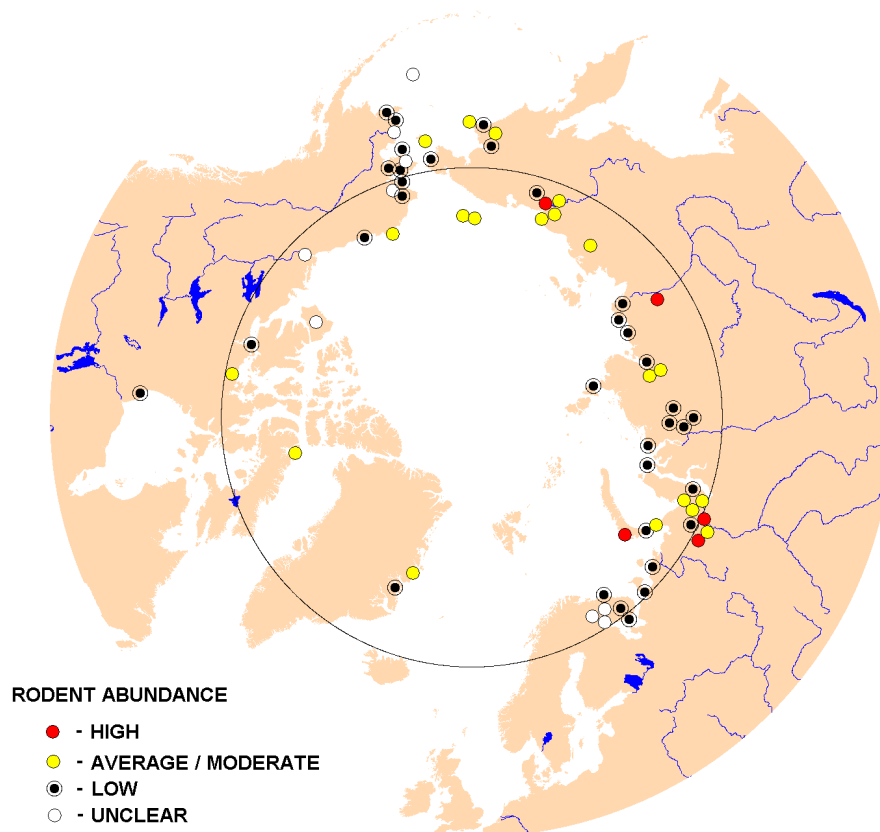 RODENT ABUNDANCE
- HIGH
- AVERAGE / MODERATE
- LOW
- UNCLEAR